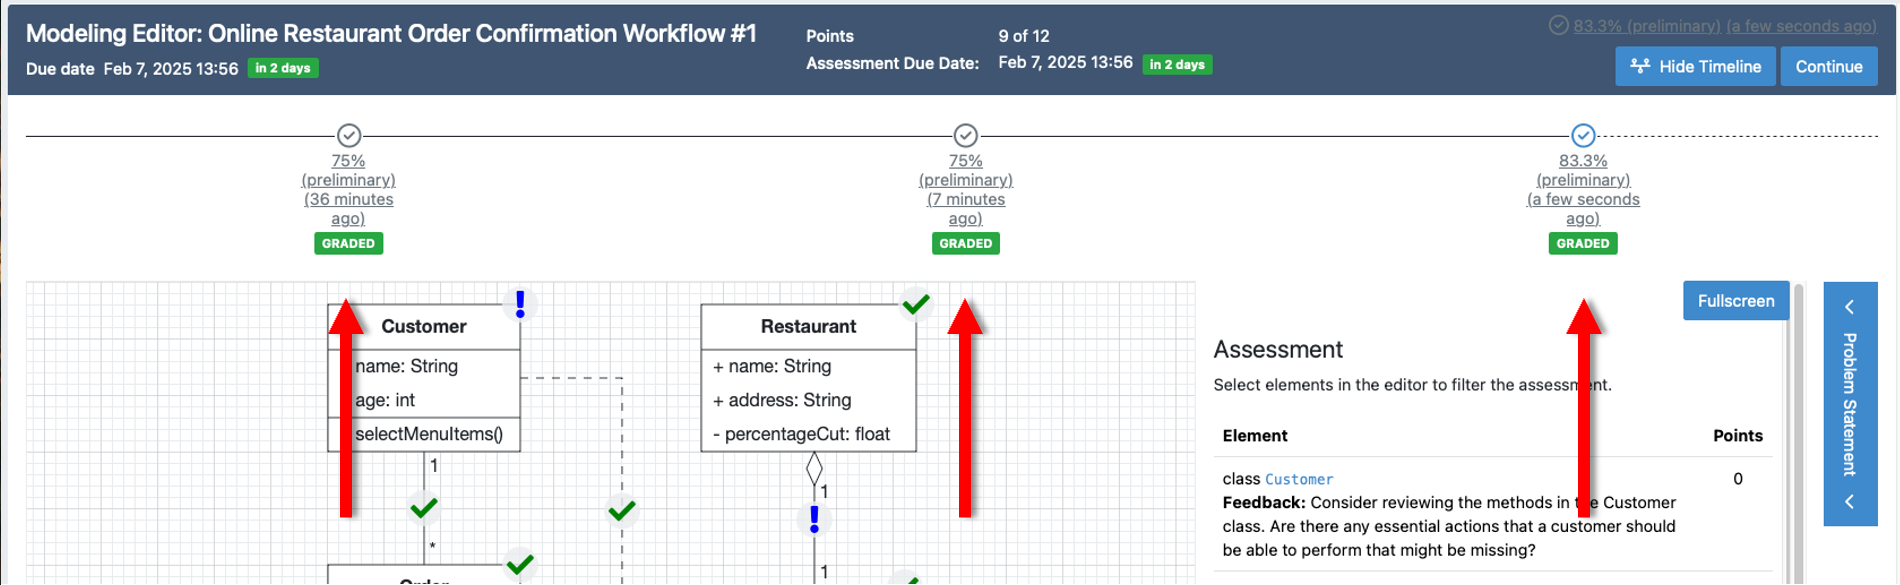 Modeling Editor: Online Restaurant Order Confirmation Workflow #1
Due date Feb 7, 2025 13:56 in 2 days
Points 9 of 12
Assessment Due Date: Feb 7, 2025 13:56 in 2 days
83.3% (preliminary) (a few seconds ago)
Hide Timeline Continue
75%
(preliminary)
(36 minutes
ago)
GRADED
75%
(preliminary)
(7 minutes
ago)
GRADED
83.3%
(preliminary)
(a few seconds
ago)
GRADED
Customer
name: String
age: int
selectMenuItems()
1
*
Order
Restaurant
+ name: String
+ address: String
- percentageCut: float
1
1
Fullscreen
Assessment
Select elements in the editor to filter the assessment.
Element Points
class Customer 0
Feedback: Consider reviewing the methods in the Customer
class. Are there any essential actions that a customer should
be able to perform that might be missing?
Problem Statement